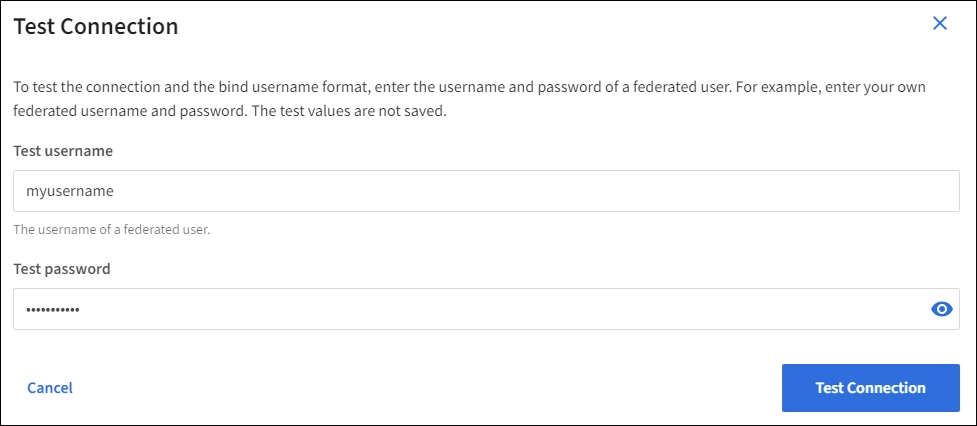 Test Connection
To test the connection and the bind username format, enter the username and password of a federated user. For example, enter your own
federated username and password. The test values are not saved.
Test username
myusername
The username of a federated user.
Test password
•••••••••••
Cancel
Test Connection